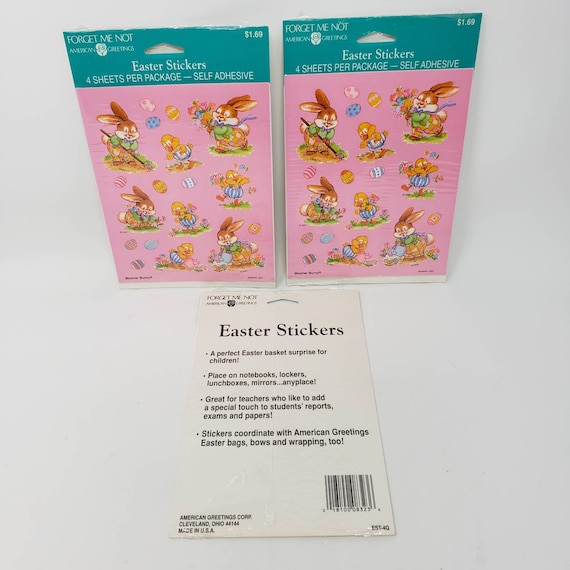 FORGET ME NOT
AMERICAN GREETINGS
$1.69
Easter Stickers
4 SHEETS PER PACKAGE — SELF ADHESIVE
FORGET ME NOT
AMERICAN GREETINGS
$1.69
Easter Stickers
4 SHEETS PER PACKAGE — SELF ADHESIVE
FORGET ME NOT
AMERICAN GREETINGS
Easter Stickers
• A perfect Easter basket surprise for
children!
• Place on notebooks, lockers,
lunchboxes, mirrors...anyplace!
• Great for teachers who like to add
a special touch to students' reports,
exams and papers!
• Stickers coordinate with American Greetings
Easter bags, bows and wrapping, too!
AMERICAN GREETINGS CORP.
CLEVELAND, OHIO 44144
MADE IN U.S.A.
EST-4G